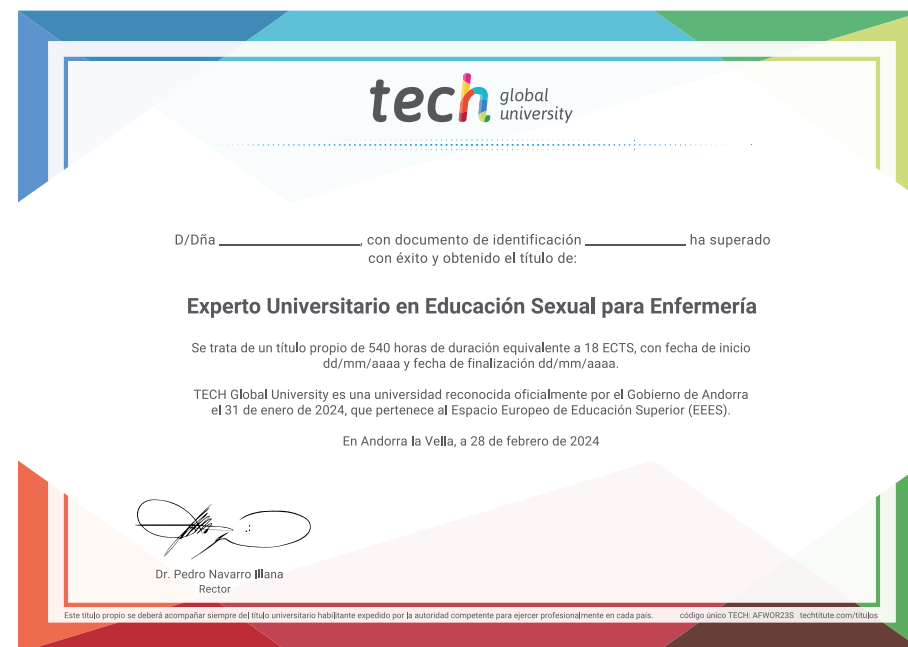 tech global university
D/Dña ______________, con documento de identificación __________ ha superado
con éxito y obtenido el título de:
Experto Universitario en Educación Sexual para Enfermería
Se trata de un título propio de 540 horas de duración equivalente a 18 ECTS, con fecha de inicio
dd/mm/aaaa y fecha de finalización dd/mm/aaaa.
TECH Global University es una universidad reconocida oficialmente por el Gobierno de Andorra
el 31 de enero de 2024, que pertenece al Espacio Europeo de Educación Superior (EEES).
En Andorra la Vella, a 28 de febrero de 2024
Dr. Pedro Navarro Illana
Rector
Este título propio se deberá acompañar siempre del título universitario habilitante expedido por la autoridad competente para ejercer profesionalmente en cada país. código único TECH: AFWOR23S techtitute.com/titulos